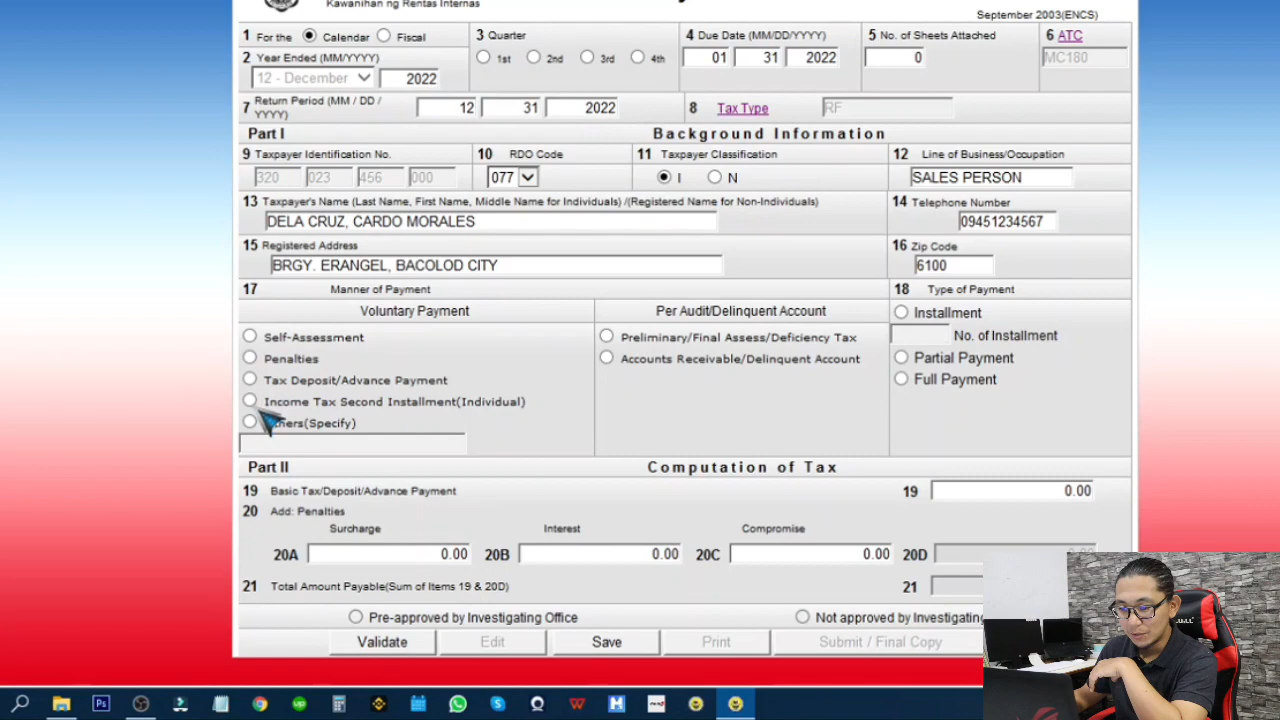 Kawanihan ng Rentas Internas
September 2003(ENCS)
1 For the Calendar Fiscal
3 Quarter
1st 2nd 3rd 4th
4 Due Date (MM/DD/YYYY)
01 31 2022
5 No. of Sheets Attached
0
6 ATC
MC180
2 Year Ended (MM/YYYY)
12 - December 2022
7 Return Period (MM / DD / YYYY) 12 31 2022
8 Tax Type RF
Part I Background Information
9 Taxpayer Identification No.
320 023 456 000
10 RDO Code
077
11 Taxpayer Classification
I N
12 Line of Business/Occupation
SALES PERSON
13 Taxpayer's Name (Last Name, First Name, Middle Name for Individuals) /(Registered Name for Non-Individuals)
DELA CRUZ, CARDO MORALES
14 Telephone Number
09451234567
15 Registered Address
BRGY. ERANGEL, BACOLOD CITY
16 Zip Code
6100
17 Manner of Payment
18 Type of Payment
Voluntary Payment
Per Audit/Delinquent Account
Self-Assessment
Penalties
Tax Deposit/Advance Payment
Income Tax Second Installment(Individual)
(Specify)
Preliminary/Final Assess/Deficiency Tax
Accounts Receivable/Delinquent Account
Installment
No. of Installment
Partial Payment
Full Payment
Part II Computation of Tax
19 Basic Tax/Deposit/Advance Payment 19 0.00
20 Add: Penalties
Surcharge Interest Compromise
20A 0.00 20B 0.00 20C 0.00 20D
21 Total Amount Payable(Sum of Items 19 & 20D) 21
Pre-approved by Investigating Office Not approved by Investigating
Validate Edit Save Print Submit / Final Copy